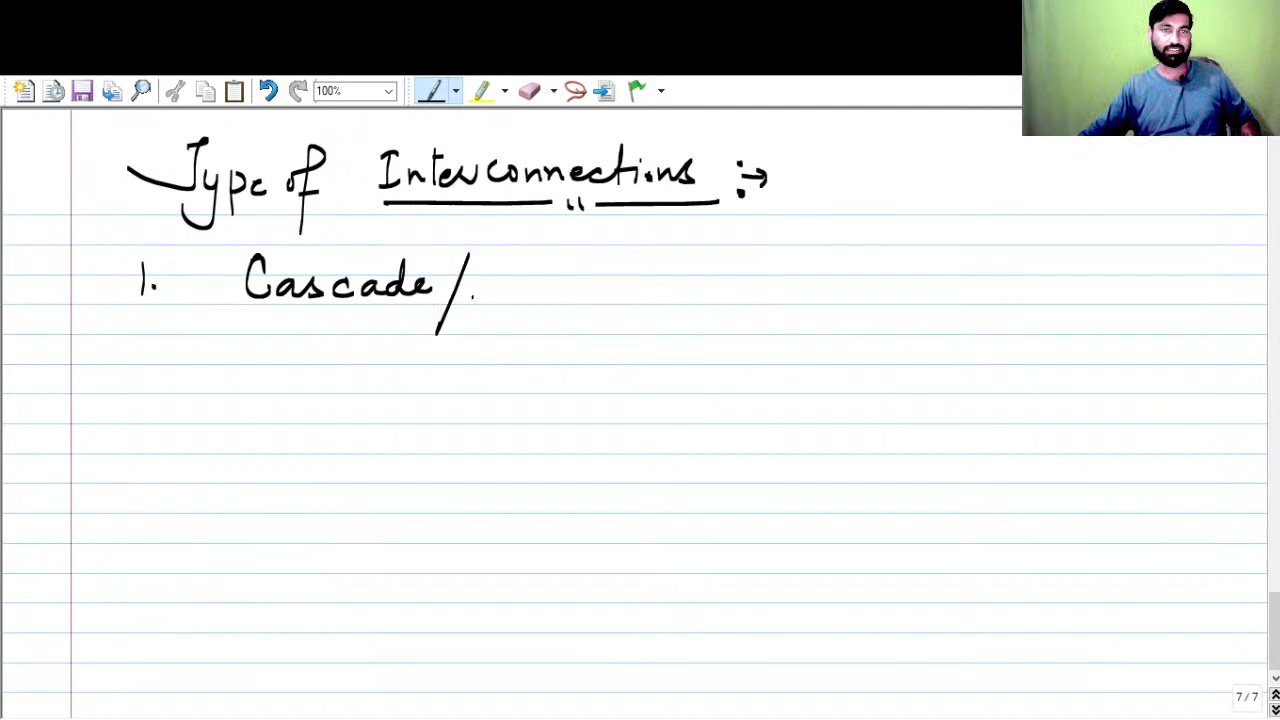 100%
Type of Interconnections :→
1. Cascade/
7/7